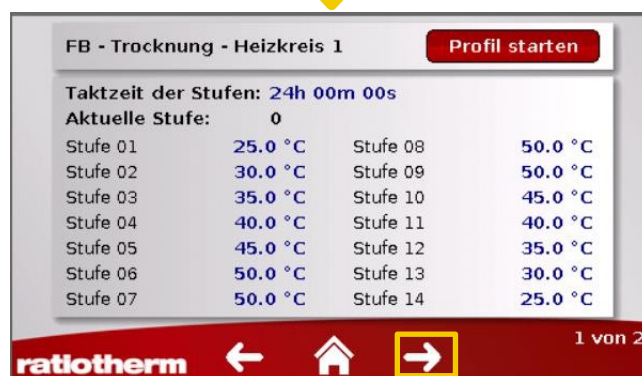 FB - Trocknung - Heizkreis 1 Profil starten
Taktzeit der Stufen: 24h 00m 00s
Aktuelle Stufe: 0
Stufe 01 25.0 °C Stufe 08 50.0 °C
Stufe 02 30.0 °C Stufe 09 50.0 °C
Stufe 03 35.0 °C Stufe 10 45.0 °C
Stufe 04 40.0 °C Stufe 11 40.0 °C
Stufe 05 45.0 °C Stufe 12 35.0 °C
Stufe 06 50.0 °C Stufe 13 30.0 °C
Stufe 07 50.0 °C Stufe 14 25.0 °C
1 von 2
ratiotherm